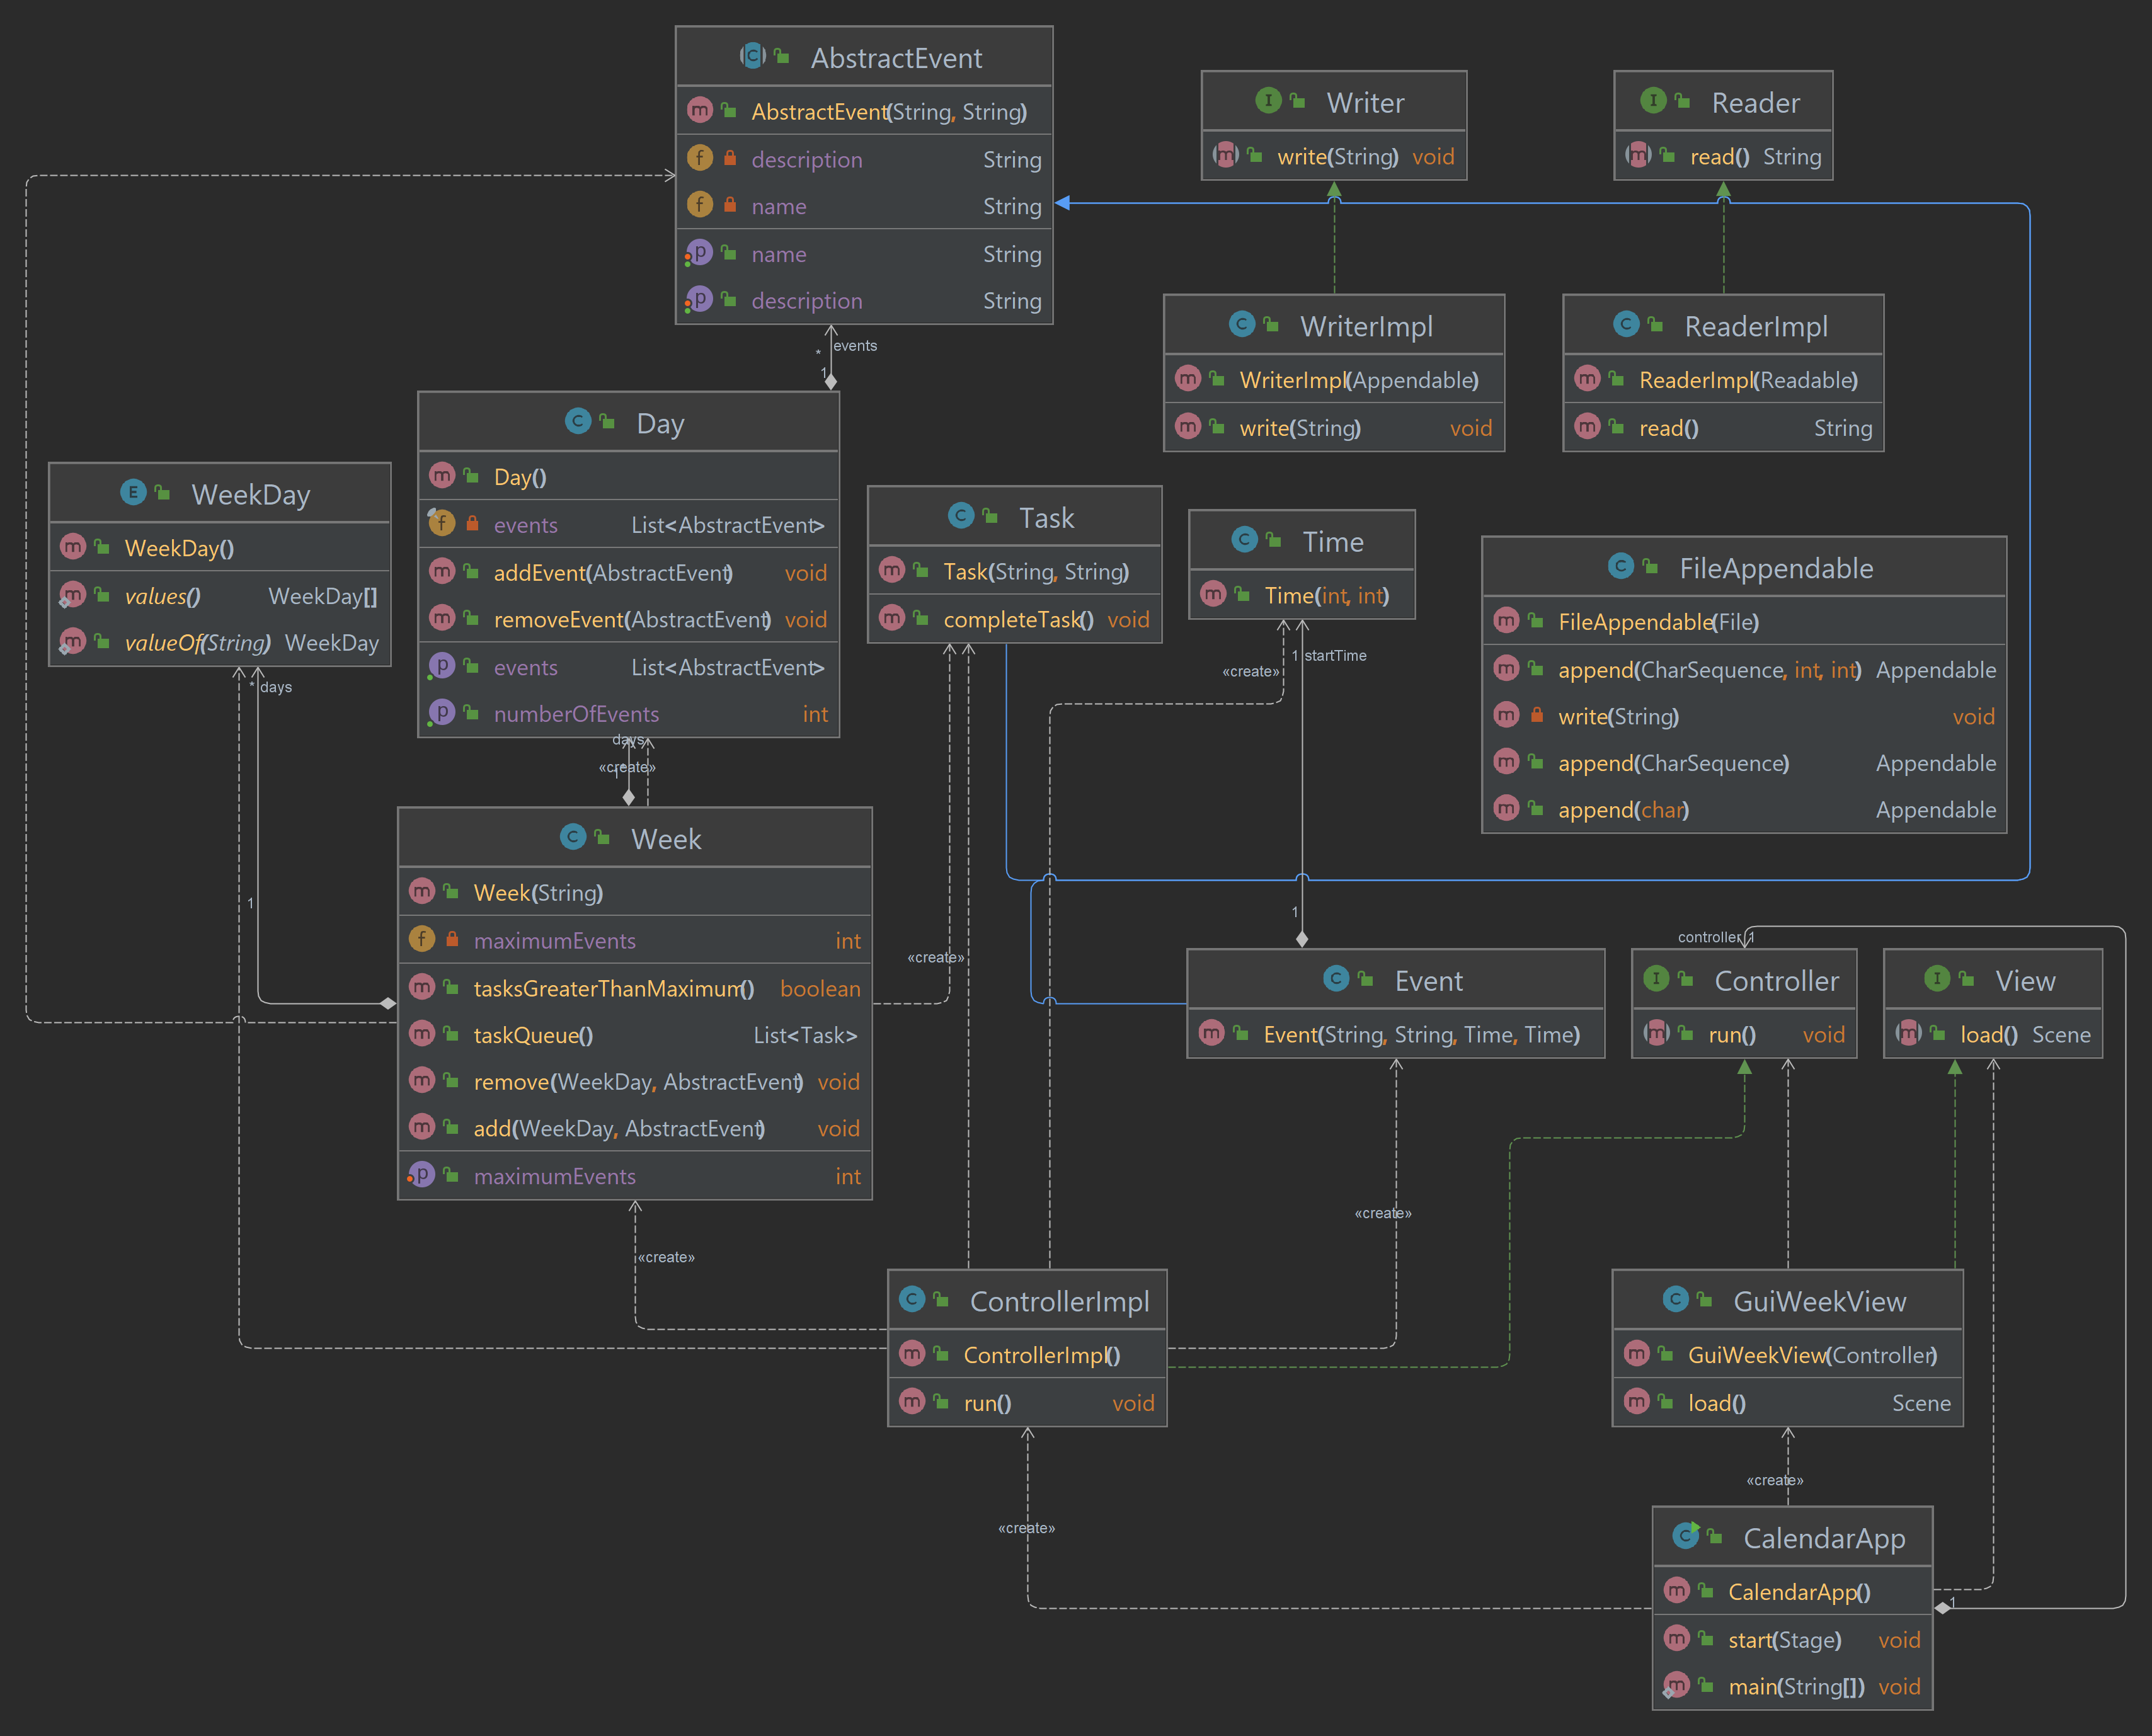 AbstractEvent
AbstractEvent(String, String)
description String
name String
name String
description String
Writer
write(String) void
Reader
read() String
WriterImpl
WriterImpl(Appendable)
write(String) void
ReaderImpl
ReaderImpl(Readable)
read() String
* events
1
Day
Day()
events List<AbstractEvent>
addEvent(AbstractEvent) void
removeEvent(AbstractEvent) void
events List<AbstractEvent>
numberOfEvents int
WeekDay
WeekDay()
values() WeekDay[]
valueOf(String) WeekDay
* days
1
Task
Task(String, String)
completeTask() void
Time
Time(int, int)
1 startTime
«create»
1
FileAppendable
FileAppendable(File)
append(CharSequence, int, int) Appendable
write(String) void
append(CharSequence) Appendable
append(char) Appendable
days
«create»
1
Week
Week(String)
maximumEvents int
tasksGreaterThanMaximum() boolean
taskQueue() List<Task>
remove(WeekDay, AbstractEvent) void
add(WeekDay, AbstractEvent) void
maximumEvents int
«create»
Event
Event(String, String, Time, Time)
controller 1
Controller
run() void
View
load() Scene
«create»
«create»
ControllerImpl
ControllerImpl()
run() void
GuiWeekView
GuiWeekView(Controller)
load() Scene
«create»
«create»
CalendarApp
CalendarApp()
1
start(Stage) void
main(String[]) void